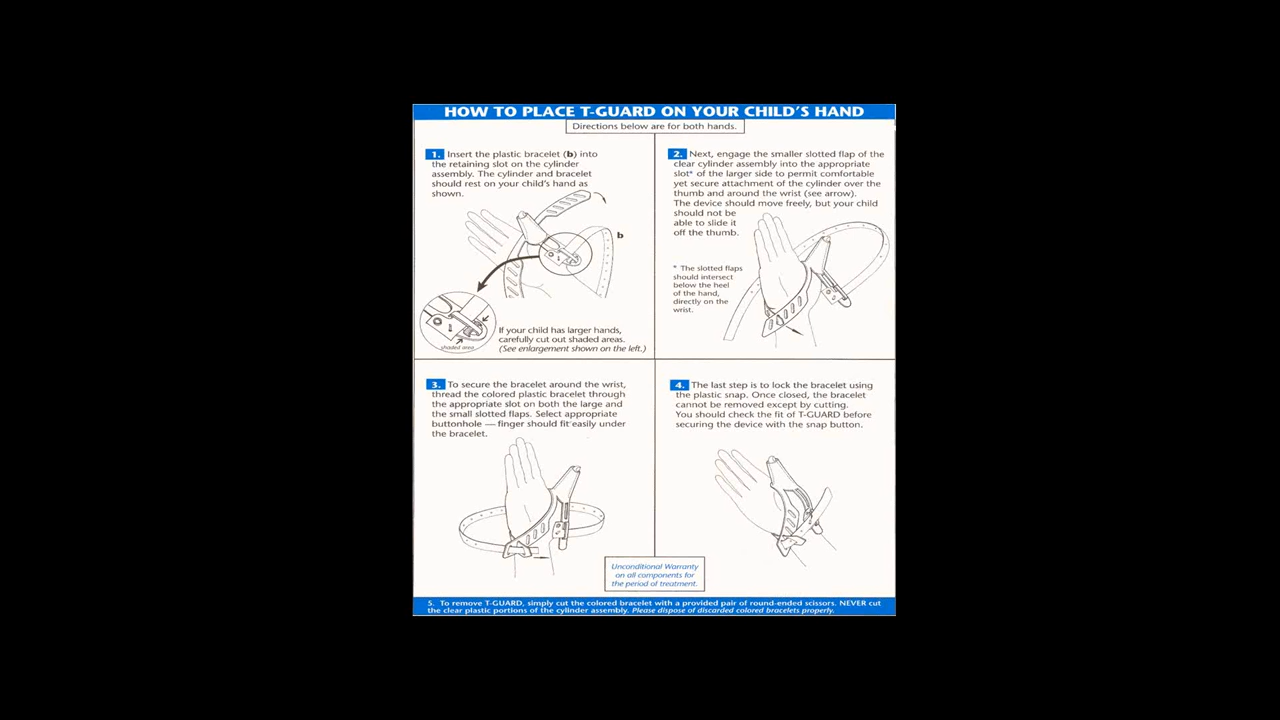 HOW TO PLACE T-GUARD ON YOUR CHILD'S HAND
Directions below are for both hands.
1. Insert the plastic bracelet (b) into
the retaining slot on the cylinder
assembly. The cylinder and bracelet
should rest on your child's hand as
shown.
b
shaded area
If your child has larger hands,
carefully cut out shaded areas.
(See enlargement shown on the left.)
2. Next, engage the smaller slotted flap of the
clear cylinder assembly into the appropriate
slot* of the larger side to permit comfortable
yet secure attachment of the cylinder over the
thumb and around the wrist (see arrow).
The device should move freely, but your child
should not be
able to slide it
off the thumb.
* The slotted flaps
should intersect
below the heel
of the hand,
directly on the
wrist.
3. To secure the bracelet around the wrist,
thread the colored plastic bracelet through
the appropriate slot on both the large and
the small slotted flaps. Select appropriate
buttonhole — finger should fit easily under
the bracelet.
4. The last step is to lock the bracelet using
the plastic snap. Once closed, the bracelet
cannot be removed except by cutting.
You should check the fit of T-GUARD before
securing the device with the snap button.
Unconditional Warranty
on all components for
the period of treatment.
5. To remove T-GUARD, simply cut the colored bracelet with a provided pair of round-ended scissors. NEVER cut
the clear plastic portions of the cylinder assembly. Please dispose of discarded colored bracelets properly.